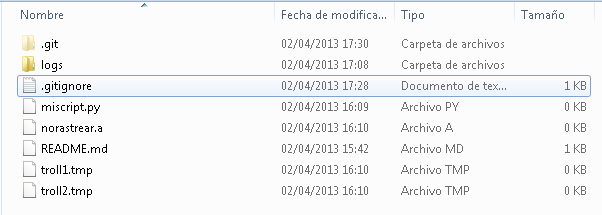 Nombre Fecha de modifica... Tipo Tamaño
.git 02/04/2013 17:30 Carpeta de archivos
logs 02/04/2013 17:08 Carpeta de archivos
.gitignore 02/04/2013 17:28 Documento de tex... 1 KB
miscript.py 02/04/2013 16:09 Archivo PY 0 KB
norastrear.a 02/04/2013 16:10 Archivo A 0 KB
README.md 02/04/2013 15:42 Archivo MD 1 KB
troll1.tmp 02/04/2013 16:10 Archivo TMP 0 KB
troll2.tmp 02/04/2013 16:10 Archivo TMP 0 KB